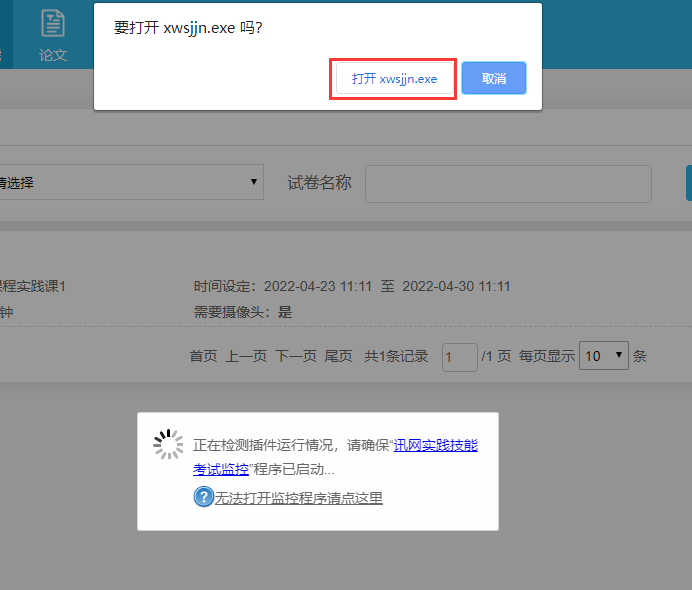 要打开 xwsjjn.exe 吗?
论文
打开 xwsjjn.exe 取消
请选择 试卷名称
课程实践课1 时间设定: 2022-04-23 11:11 至 2022-04-30 11:11
钟 需要摄像头: 是
首页 上一页 下一页 尾页 共1条记录 1 /1 页 每页显示 10 条
正在检测插件运行情况，请确保“讯网实践技能
考试监控”程序已启动...
?无法打开监控程序请点这里